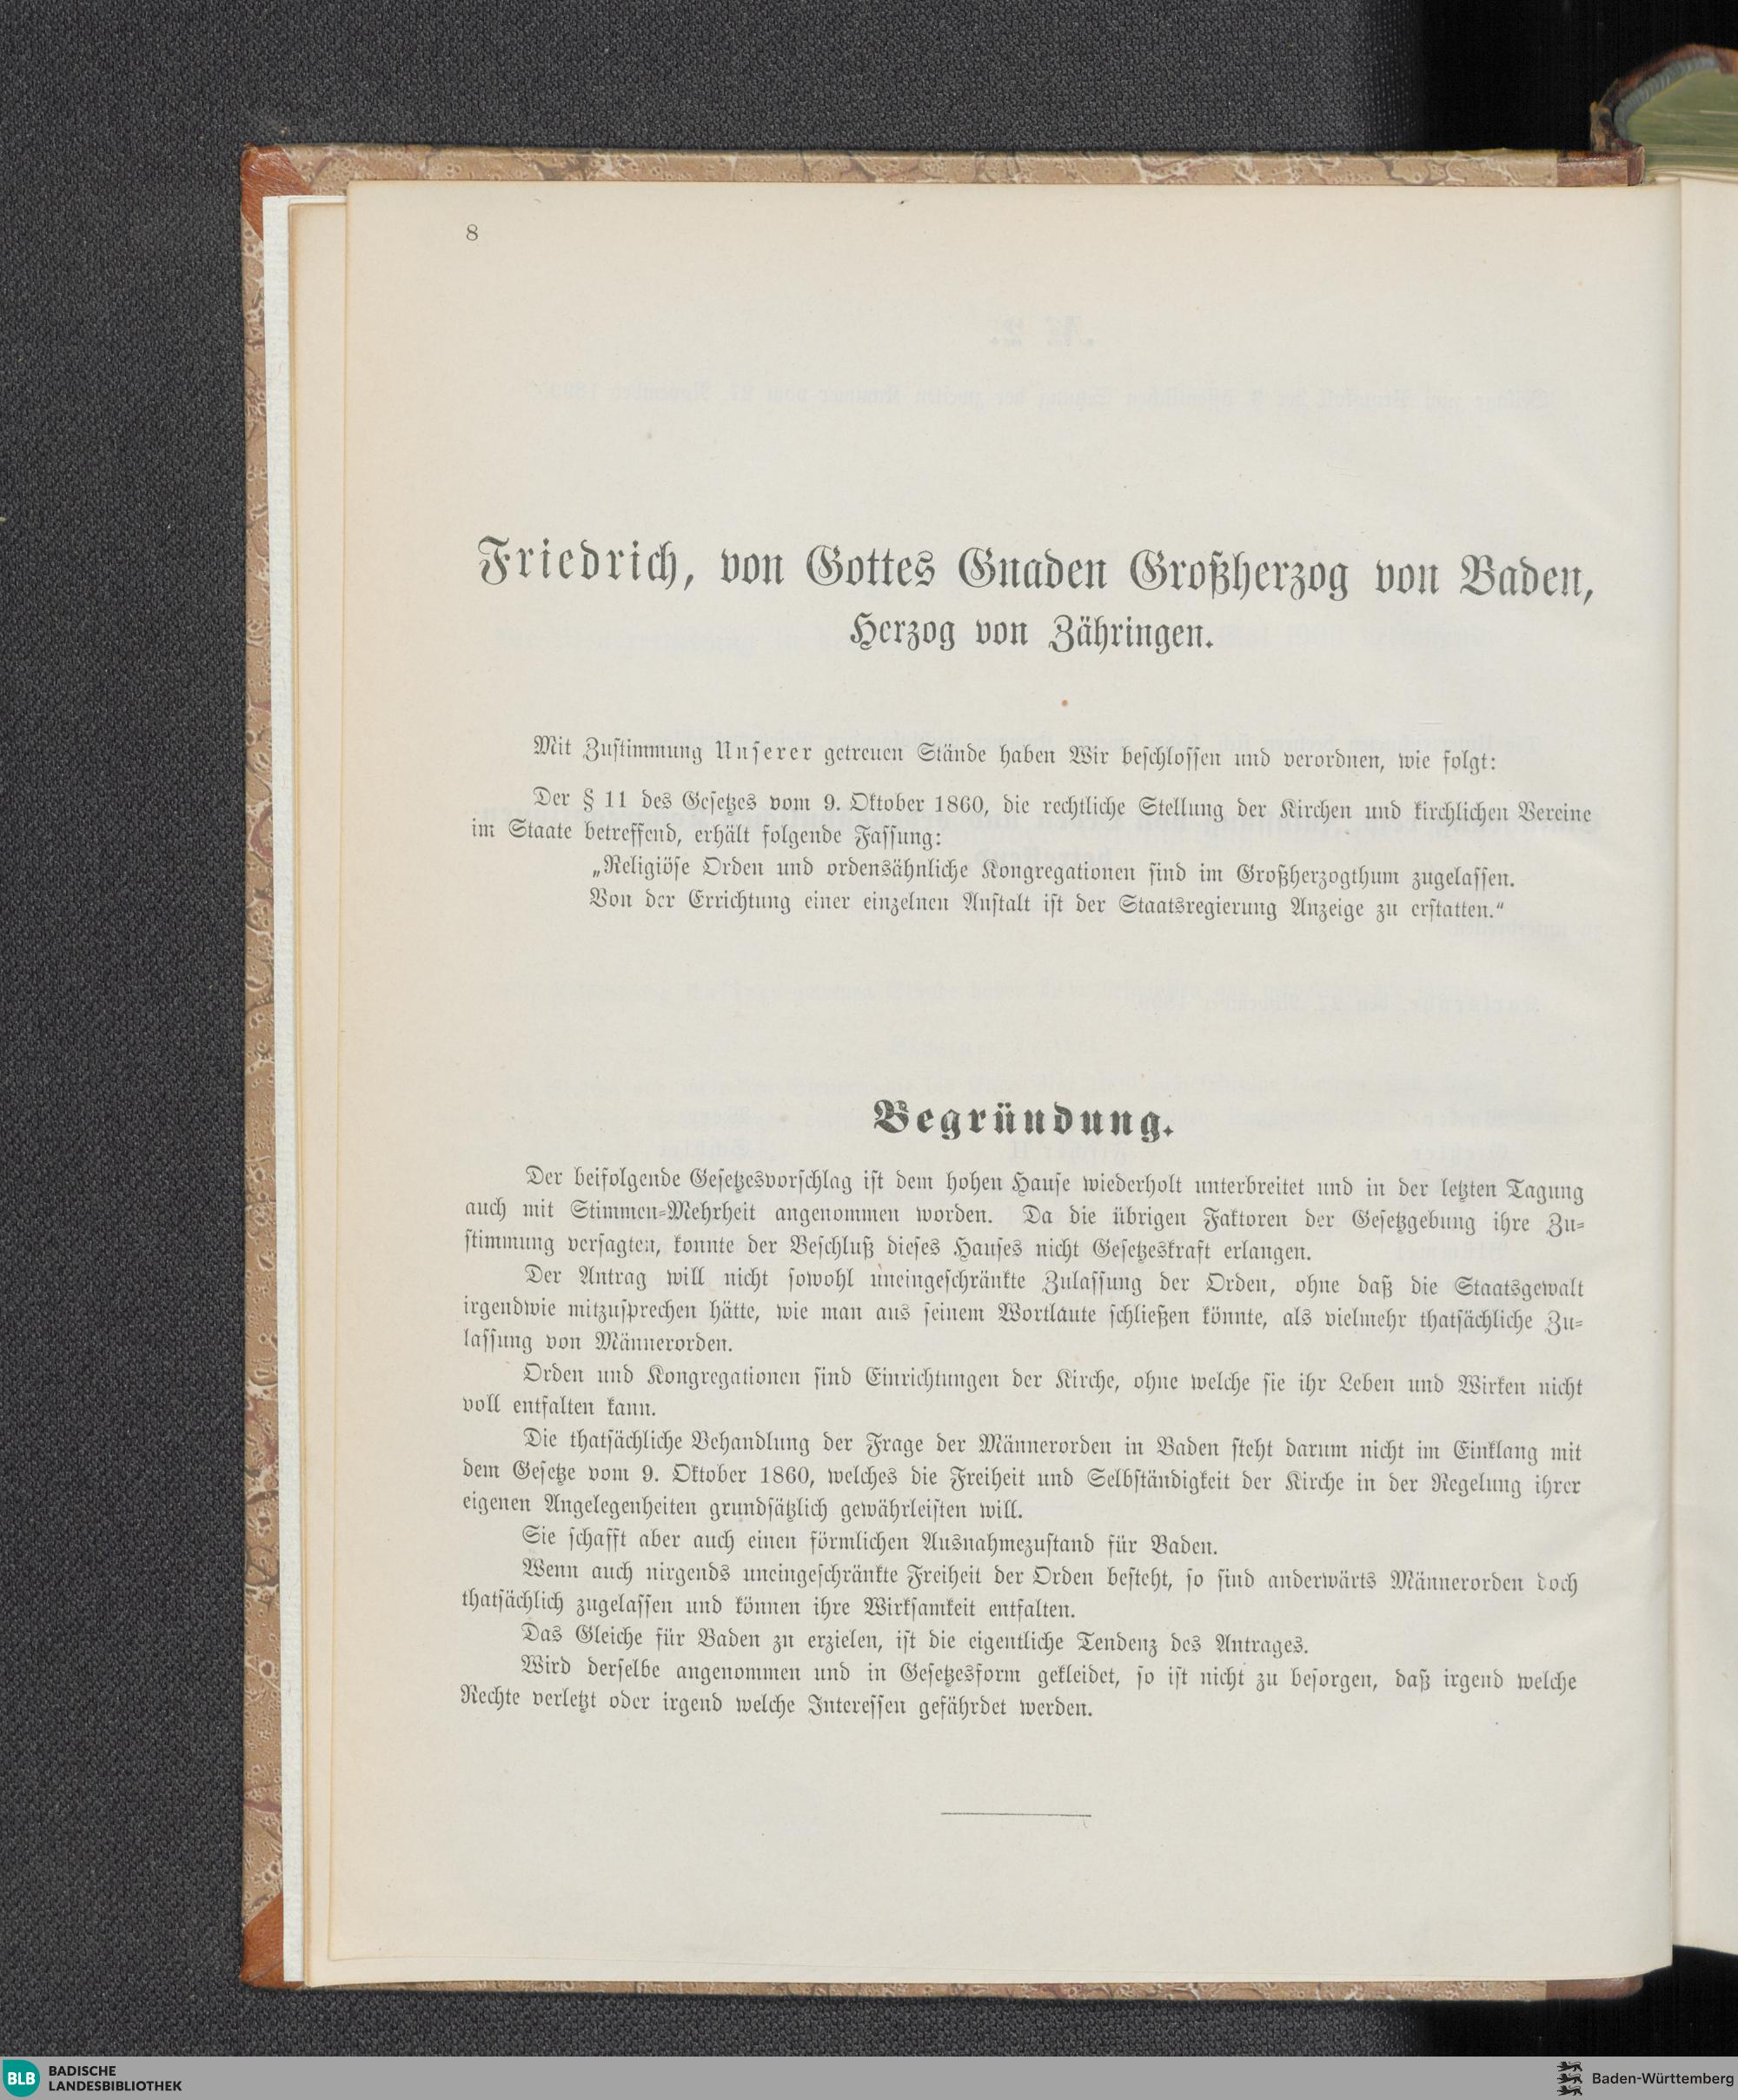 8
Friedrich, von Gottes Gnaden Großherzog von Baden,
Herzog von Zähringen.
Mit Zustimmung Unserer getreuen Stände haben Wir beschlossen und verordnen, wie folgt:
Der § 11 des Gesetzes vom 9. Oktober 1860, die rechtliche Stellung der Kirchen und kirchlichen Vereine
im Staate betreffend, erhält folgende Fassung:
„Religiöse Orden und ordensähnliche Kongregationen sind im Großherzogthum zugelassen.
Von der Errichtung einer einzelnen Anstalt ist der Staatsregierung Anzeige zu erstatten.“
Begründung.
Der beifolgende Gesetzesvorschlag ist dem hohen Hause wiederholt unterbreitet und in der letzten Tagung
auch mit Stimmen-Mehrheit angenommen worden. Da die übrigen Faktoren der Gesetzgebung ihre Zu-
stimmung versagten, konnte der Beschluß dieses Hauses nicht Gesetzeskraft erlangen.
Der Antrag will nicht sowohl uneingeschränkte Zulassung der Orden, ohne daß die Staatsgewalt
irgendwie mitzusprechen hätte, wie man aus seinem Wortlaute schließen könnte, als vielmehr thatsächliche Zu-
lassung von Männerorden.
Orden und Kongregationen sind Einrichtungen der Kirche, ohne welche sie ihr Leben und Wirken nicht
voll entfalten kann.
Die thatsächliche Behandlung der Frage der Männerorden in Baden steht darum nicht im Einklang mit
dem Gesetze vom 9. Oktober 1860, welches die Freiheit und Selbständigkeit der Kirche in der Regelung ihrer
eigenen Angelegenheiten grundsätzlich gewährleisten will.
Sie schafft aber auch einen förmlichen Ausnahmezustand für Baden.
Wenn auch nirgends uneingeschränkte Freiheit der Orden besteht, so sind anderwärts Männerorden doch
thatsächlich zugelassen und können ihre Wirksamkeit entfalten.
Das Gleiche für Baden zu erzielen, ist die eigentliche Tendenz des Antrages.
Wird derselbe angenommen und in Gesetzesform gekleidet, so ist nicht zu besorgen, daß irgend welche
Rechte verletzt oder irgend welche Interessen gefährdet werden.
BLB BADISCHE
LANDESBIBLIOTHEK
Baden-Württemberg